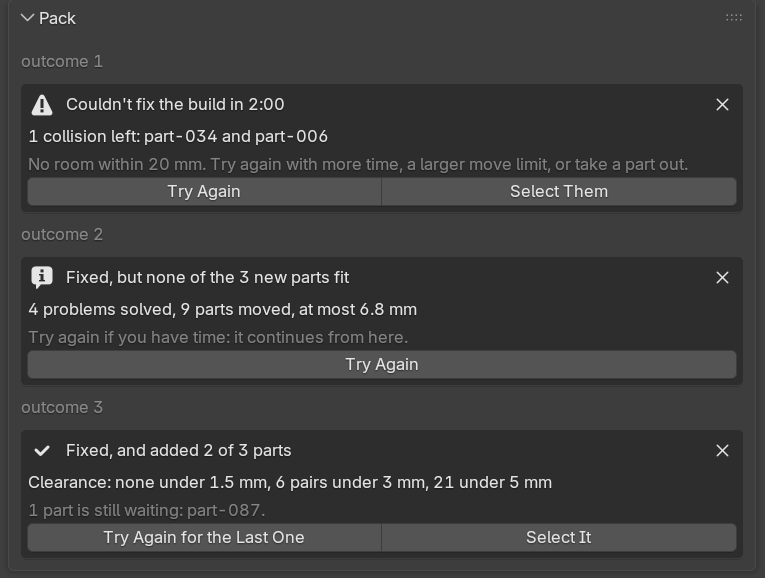 Pack
outcome 1
Couldn't fix the build in 2:00
1 collision left: part-034 and part-006
No room within 20 mm. Try again with more time, a larger move limit, or take a part out.
Try Again
Select Them
outcome 2
Fixed, but none of the 3 new parts fit
4 problems solved, 9 parts moved, at most 6.8 mm
Try again if you have time: it continues from here.
Try Again
outcome 3
Fixed, and added 2 of 3 parts
Clearance: none under 1.5 mm, 6 pairs under 3 mm, 21 under 5 mm
1 part is still waiting: part-087.
Try Again for the Last One
Select It